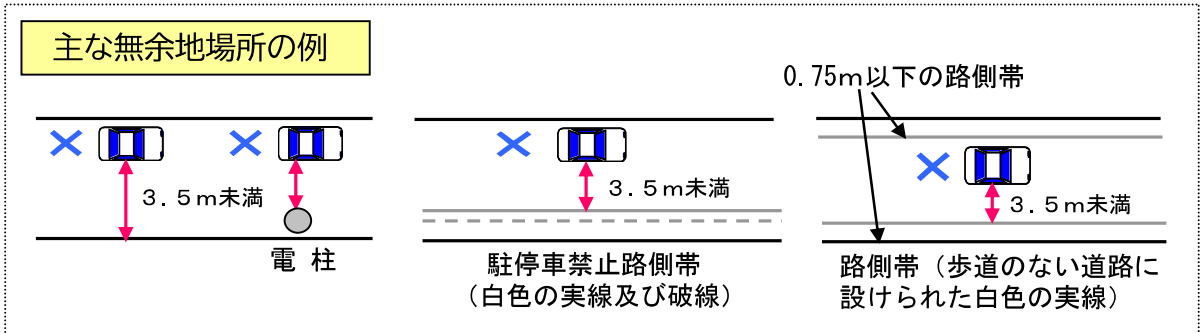 主な無余地場所の例
3.5m未満
電柱
3.5m未満
駐停車禁止路側帯
(白色の実線及び破線)
0.75m以下の路側帯
3.5m未満
路側帯(歩道のない道路に
設けられた白色の実線)